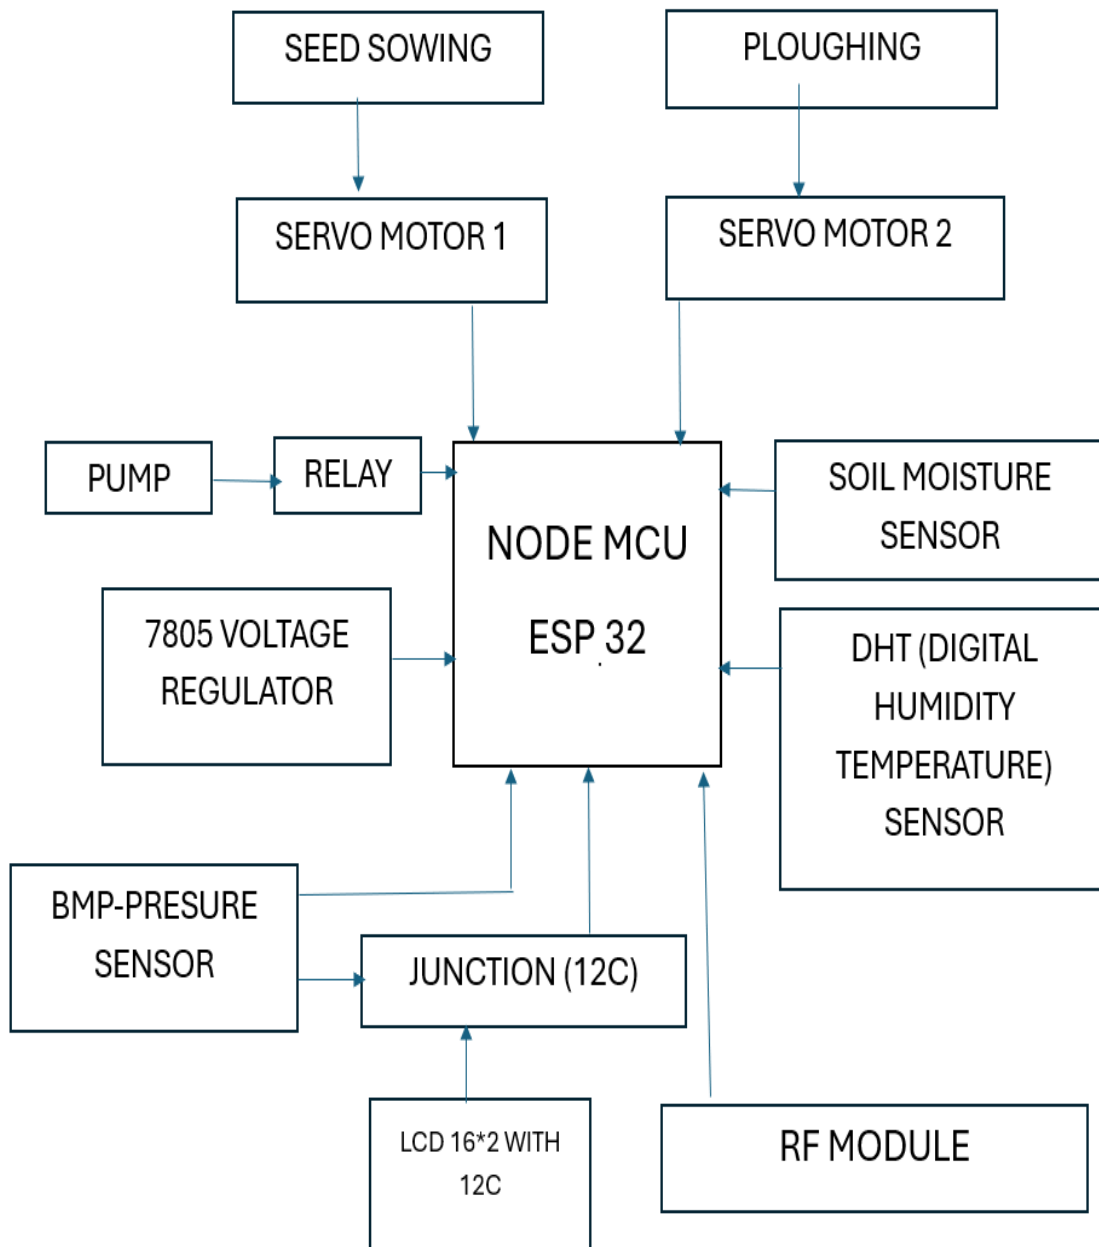 SEED SOWING
PLOUGHING
SERVO MOTOR 1
SERVO MOTOR 2
PUMP
RELAY
NODE MCU
ESP 32
.
SOIL MOISTURE
SENSOR
7805 VOLTAGE
REGULATOR
DHT (DIGITAL
HUMIDITY
TEMPERATURE)
SENSOR
BMP-PRESURE
SENSOR
JUNCTION (12C)
LCD 16*2 WITH
12C
RF MODULE